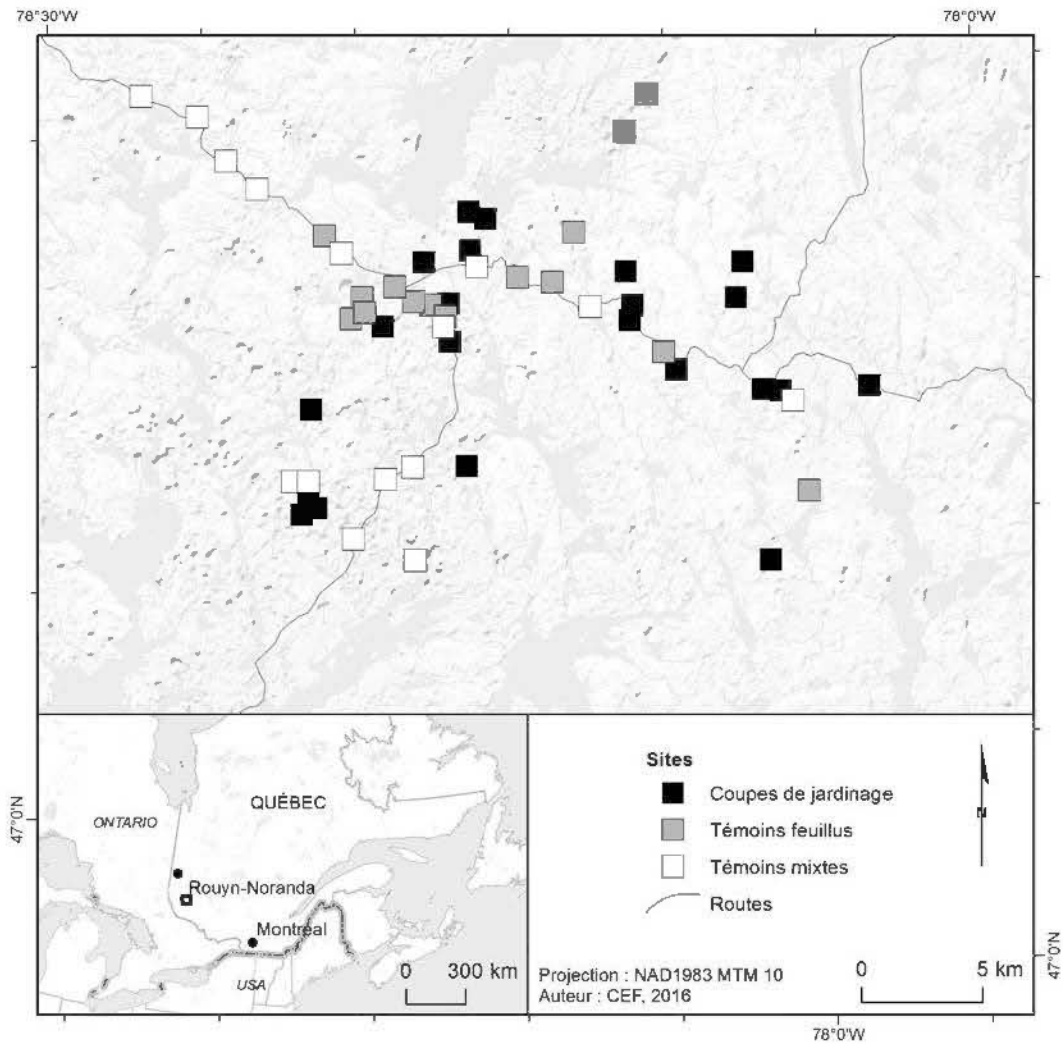 78°30'W
78°0'W
QUÉBEC
ONTARIO
Rouyn-Noranda
Montréal
USA
0 300 km
47°0'N
Sites
Coupes de jardinage
Témoins feuillus
Témoins mixtes
Routes
Projection : NAD1983 MTM 10
Auteur : CEF, 2016
0 5 km
47°0'N
78°0'W